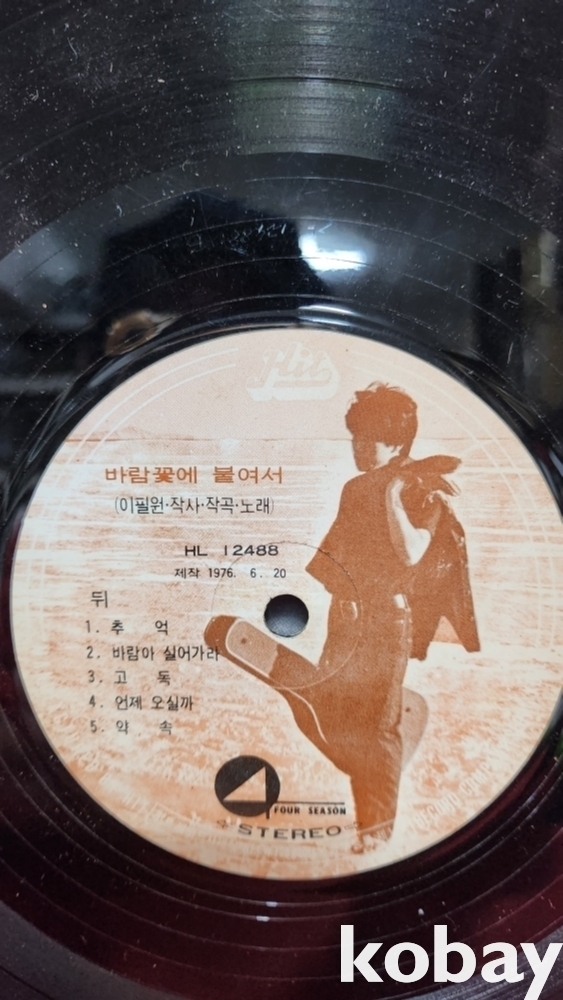 Hit
바람꽃에 붙여서
(이필원·작사·작곡·노래)
HL 12488
제작 1976. 6. 20
뒤
1. 추 억
2. 바람아 실어가라
3. 고 독
4. 언제 오실까
5. 약 속
4 FOUR SEASON
STEREO
kobay